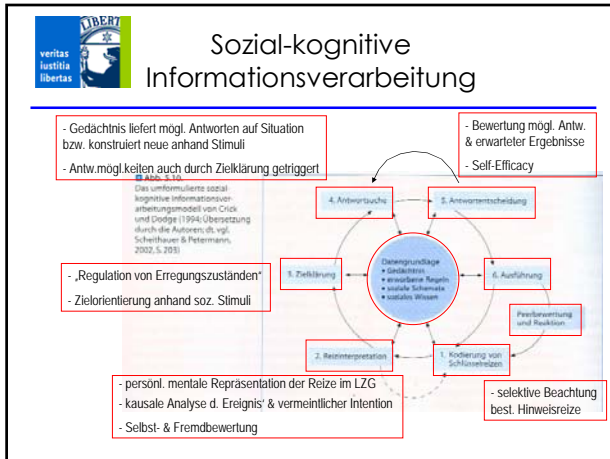 LIBERT
veritas
iustitia
libertas
Sozial-kognitive
Informationsverarbeitung
- Gedächtnis liefert mögl. Antworten auf Situation
bzw. konstruiert neue anhand Stimuli
- Antw.mögl.keiten auch durch Zielklärung getriggert
- Bewertung mögl. Antw.
& erwarteter Ergebnisse
- Self-Efficacy
Abb. 5.10.
Das umformulierte sozial-
kognitive Informationsver-
arbeitungsmodell von Crick
und Dodge (1994; Übersetzung
durch die Autoren; dt. vgl.
Scheithauer & Petermann,
2002, S. 203)
4. Antwortsuche
5. Antwortentscheidung
- „Regulation von Erregungszuständen“
- Zielorientierung anhand soz. Stimuli
3. Zielklärung
Datengrundlage
• Gedächtnis
• erworbene Regeln
• soziale Schemata
• soziales Wissen
6. Ausführung
Peerbewertung
und Reaktion
2. Reizinterpretation
1. Kodierung von
Schlüsselreizen
- persönl. mentale Repräsentation der Reize im LZG
- kausale Analyse d. Ereignis' & vermeintlicher Intention
- Selbst- & Fremdbewertung
- selektive Beachtung
best. Hinweisreize